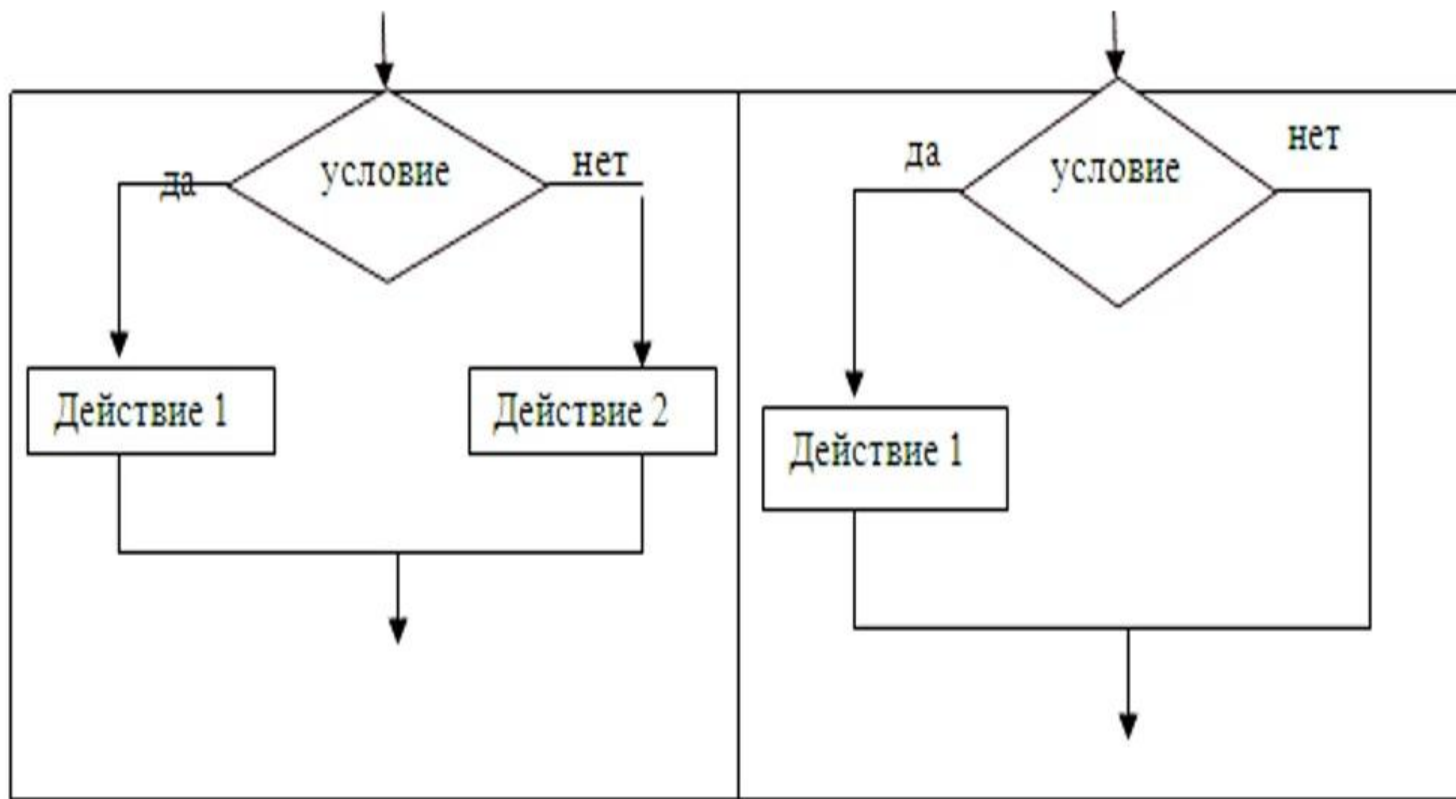 да
условие
нет
Действие 1
Действие 2
да
условие
нет
Действие 1